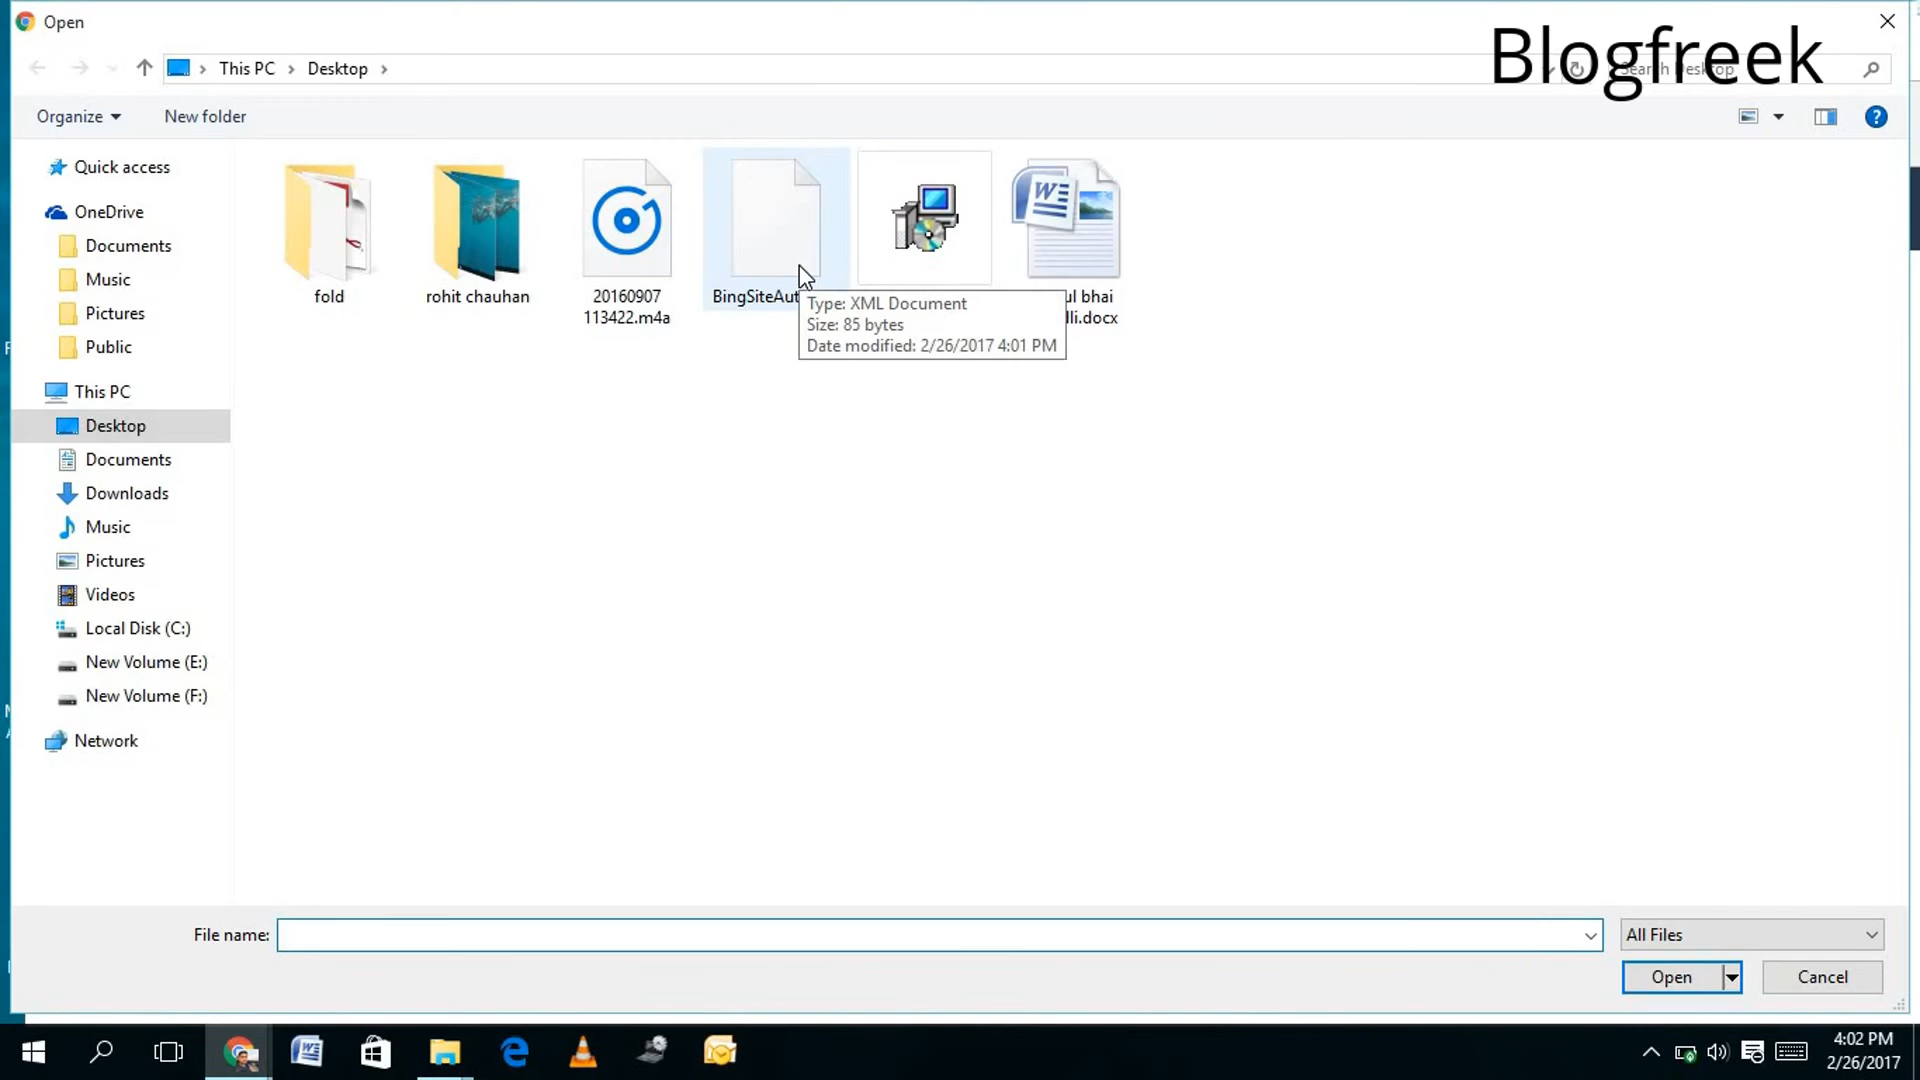 Open
Blogfreek
This PC
Desktop
Search Desktop
Organize
New folder
Quick access
OneDrive
Documents
Music
Pictures
Public
This PC
Desktop
Documents
Downloads
Music
Pictures
Videos
Local Disk (C:)
New Volume (E:)
New Volume (F:)
Network
fold
rohit chauhan
20160907
113422.m4a
BingSiteAut
ul bhai
lli.docx
Type: XML Document
Size: 85 bytes
Date modified: 2/26/2017 4:01 PM
File name:
All Files
Open
Cancel
4:02 PM
2/26/2017